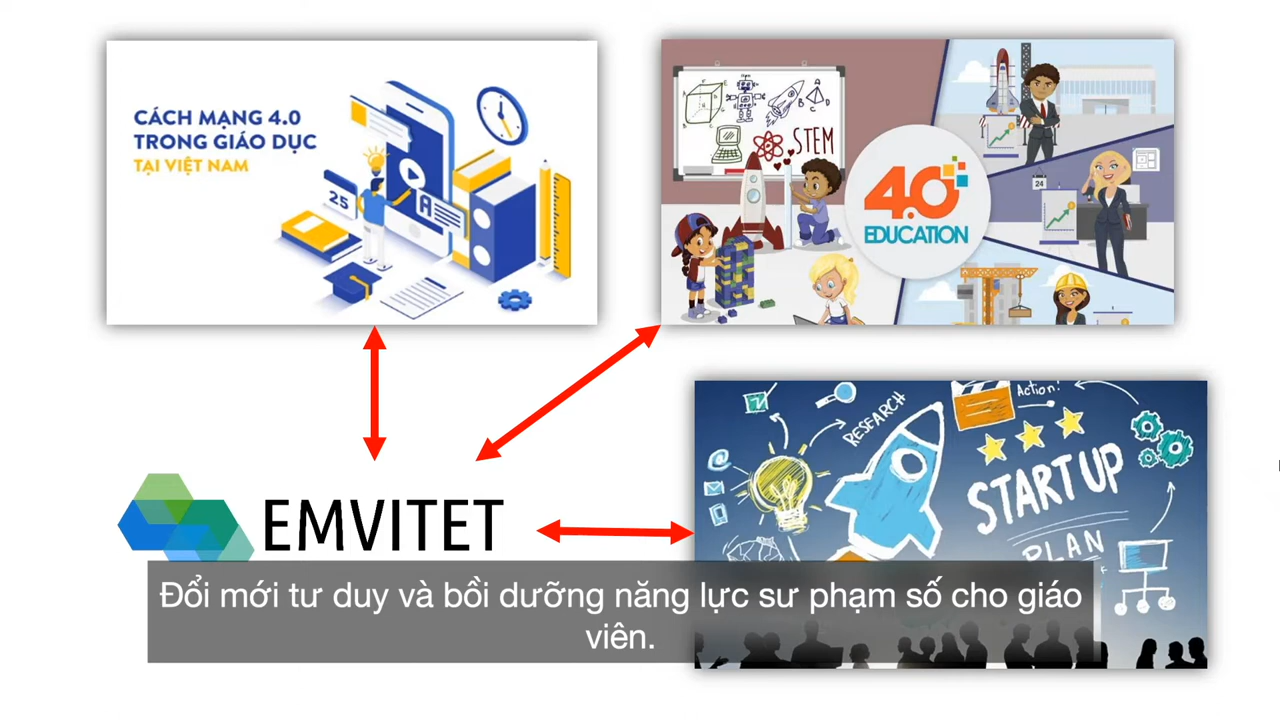 CÁCH MẠNG 4.0
TRONG GIÁO DỤC
TẠI VIỆT NAM
25
A
STEM
4.0
EDUCATION
24
RESEARCH
Action!
START UP
PLAN
EMVITET
Đổi mới tư duy và bồi dưỡng năng lực sư phạm số cho giáo
viên.